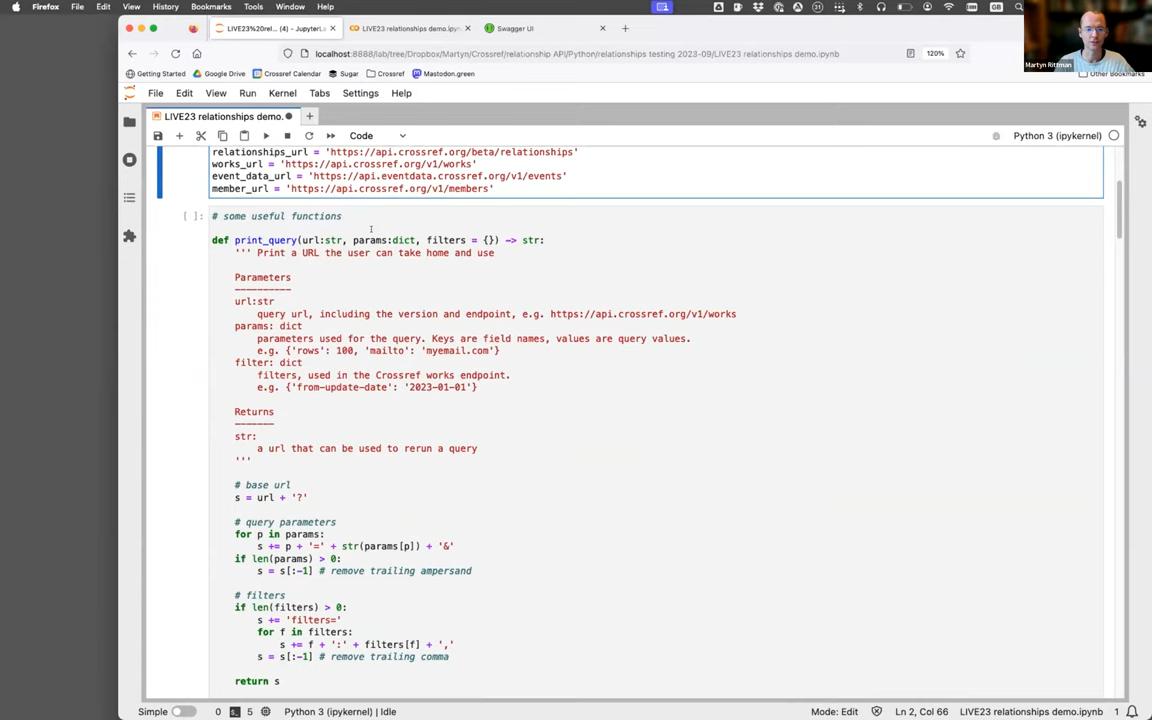 Firefox File Edit View History Bookmarks Tools Window Help
LIVE23%20rel... (4) - JupyterL
LIVE23 relationships demo.ipyn
Swagger UI
localhost:8888/lab/tree/Dropbox/Martyn/Crossref/relationship API/Python/relationships testing 2023-09/LIVE23 relationships demo.ipynb
120%
Getting Started Google Drive Crossref Calendar Sugar Crossref Mastodon.green
Other Bookmarks
Martyn Rittman
File Edit View Run Kernel Tabs Settings Help
LIVE23 relationships demo.
Code
Python 3 (ipykernel)
relationships_url = 'https://api.crossref.org/beta/relationships'
works_url = 'https://api.crossref.org/v1/works'
event_data_url = 'https://api.eventdata.crossref.org/v1/events'
member_url = 'https://api.crossref.org/v1/members'
[ ]: # some useful functions
def print_query(url:str, params:dict, filters = {}) -> str:
''' Print a URL the user can take home and use
Parameters
----------
url:str
query url, including the version and endpoint, e.g. https://api.crossref.org/v1/works
params: dict
parameters used for the query. Keys are field names, values are query values.
e.g. {'rows': 100, 'mailto': 'myemail.com'}
filter: dict
filters, used in the Crossref works endpoint.
e.g. {'from-update-date': '2023-01-01'}
Returns
-------
str:
a url that can be used to rerun a query
'''
# base url
s = url + '?'
# query parameters
for p in params:
s += p + '=' + str(params[p]) + '&'
if len(params) > 0:
s = s[:-1] # remove trailing ampersand
# filters
if len(filters) > 0:
s += 'filters='
for f in filters:
s += f + ':' + filters[f] + ','
s = s[:-1] # remove trailing comma
return s
Simple 0 5 Python 3 (ipykernel) | Idle
Mode: Edit Ln 2, Col 66 LIVE23 relationships demo.ipynb 1